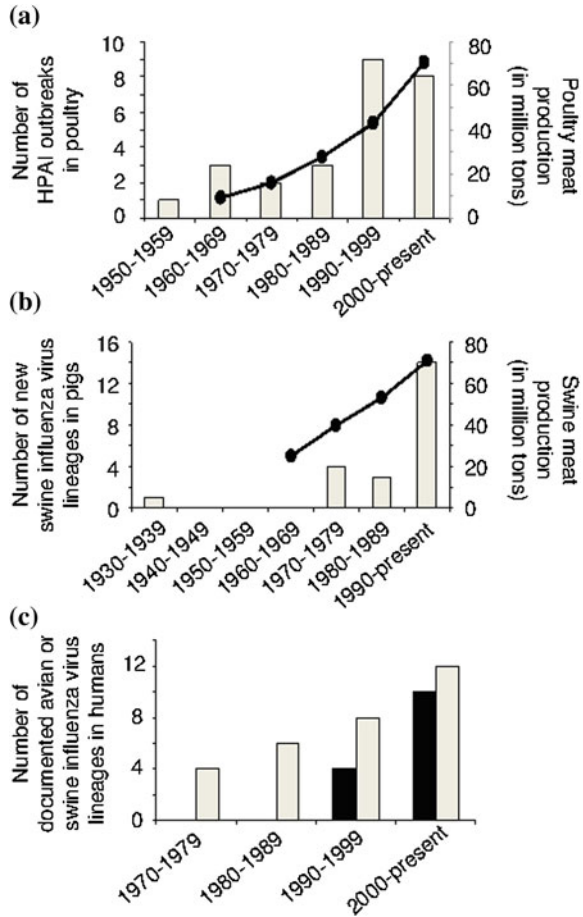 (a)
Number of
HPAI outbreaks
in poultry
10
8
6
4
2
0
80
60
40
20
0
Poultry meat
production
(in million tons)
1950-1959
1960-1969
1970-1979
1980-1989
1990-1999
2000-present
(b)
Number of new
swine influenza virus
lineages in pigs
16
12
8
4
0
80
60
40
20
0
Swine meat
production
(in million tons)
1930-1939
1940-1949
1950-1959
1960-1969
1970-1979
1980-1989
1990-present
(c)
Number of
documented avian or
swine influenza virus
lineages in humans
12
8
4
0
1970-1979
1980-1989
1990-1999
2000-present